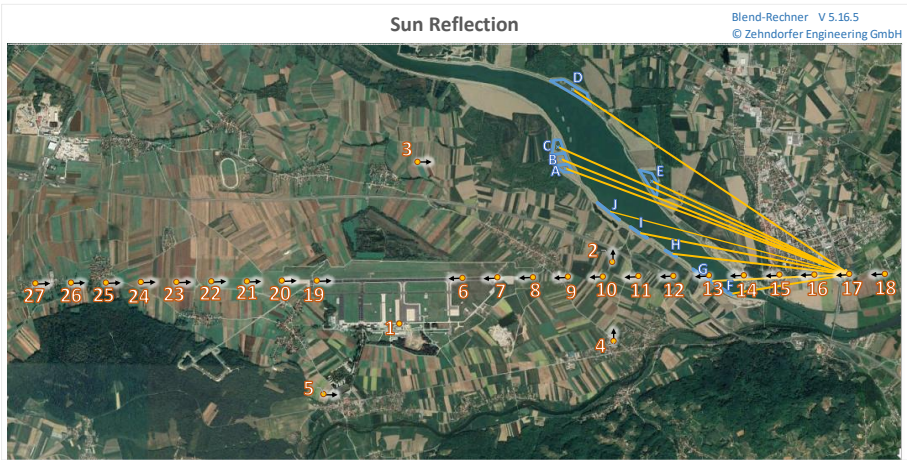 Sun Reflection
Blend-Rechner V 5.16.5
© Zehndorfer Engineering GmbH
D
C
3
B
A
E
J
I
2
H
G
F
27 26 25 24 23 22 21 20 19 6 7 8 9 10 11 12 13 14 15 16 17 18
1
4
5